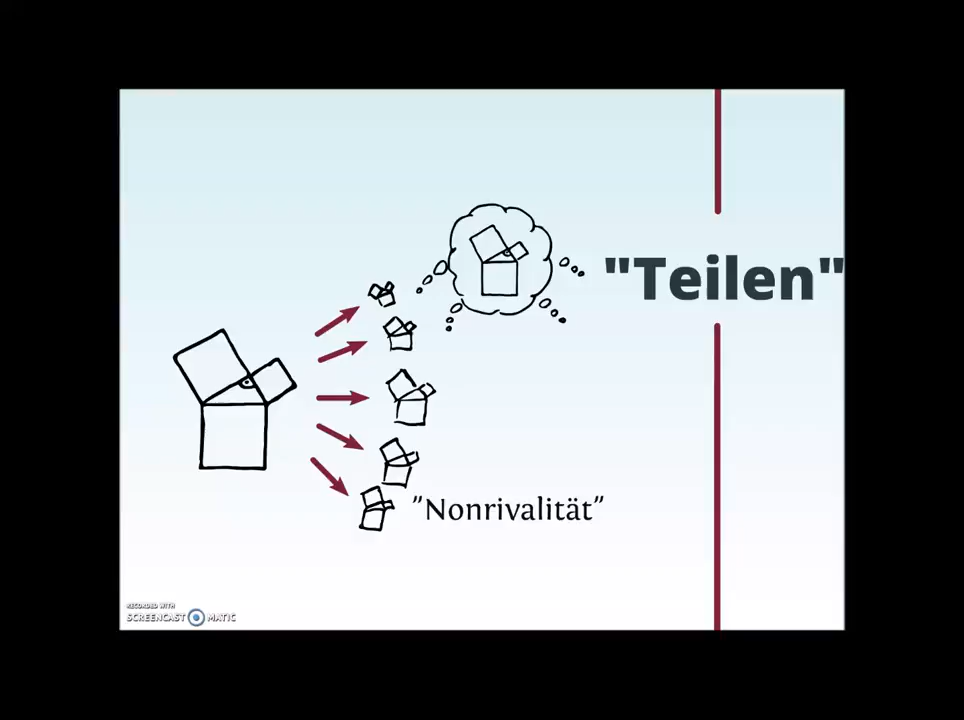 "Teilen"
"Nonrivalität"
RECORDED WITH
SCREENCAST MATIC